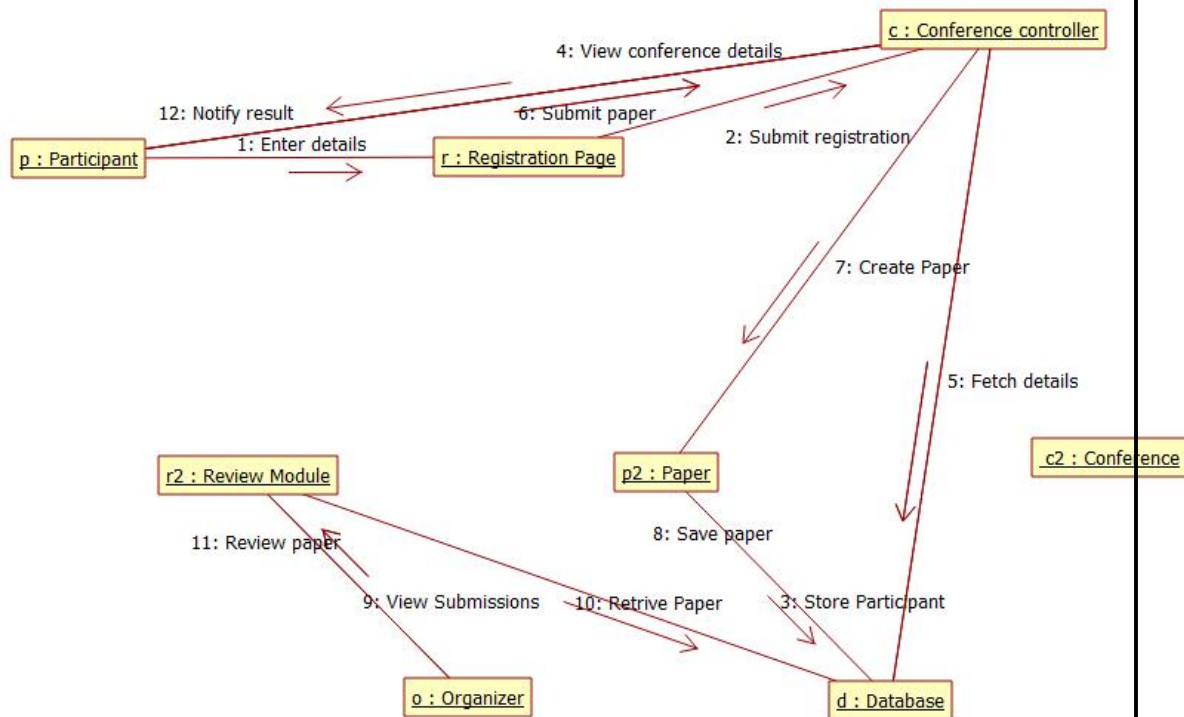 c : Conference controller
4: View conference details
12: Notify result
6: Submit paper
1: Enter details
2: Submit registration
p : Participant
r : Registration Page
7: Create Paper
5: Fetch details
c2 : Conference
r2 : Review Module
p2 : Paper
8: Save paper
11: Review paper
9: View Submissions
10: Retrive Paper
3: Store Participant
o : Organizer
d : Database